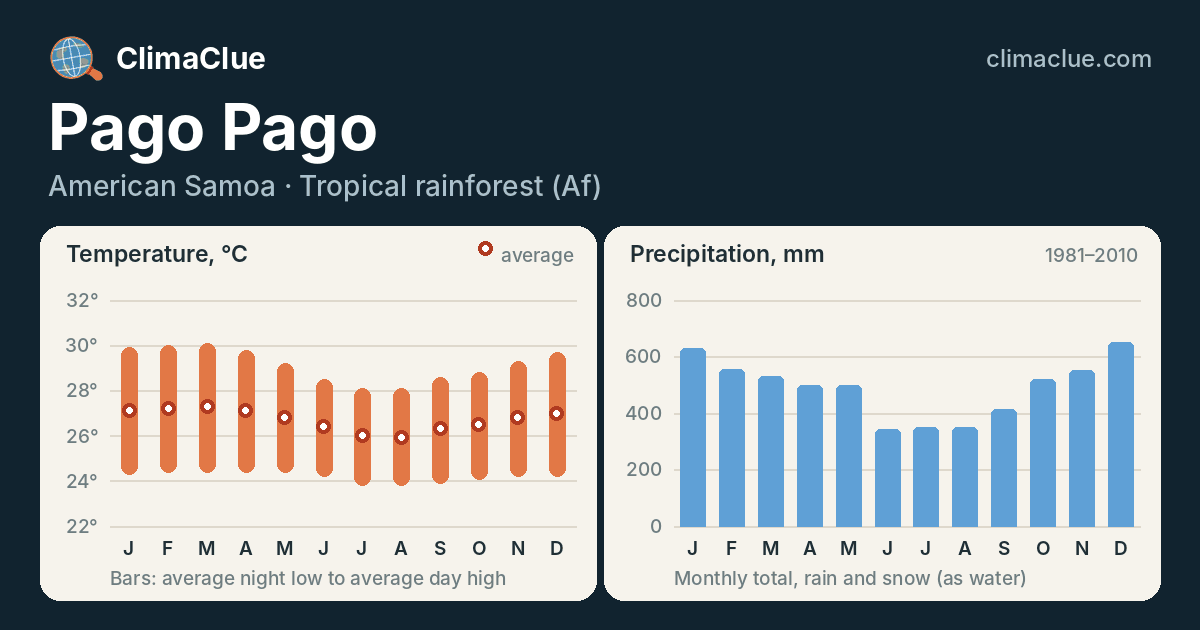 ClimaClue
climaclue.com
Pago Pago
American Samoa · Tropical rainforest (Af)
Temperature, °C
average
32°
30°
28°
26°
24°
22°
J F M A M J J A S O N D
Bars: average night low to average day high
Precipitation, mm
1981–2010
800
600
400
200
0
J F M A M J J A S O N D
Monthly total, rain and snow (as water)